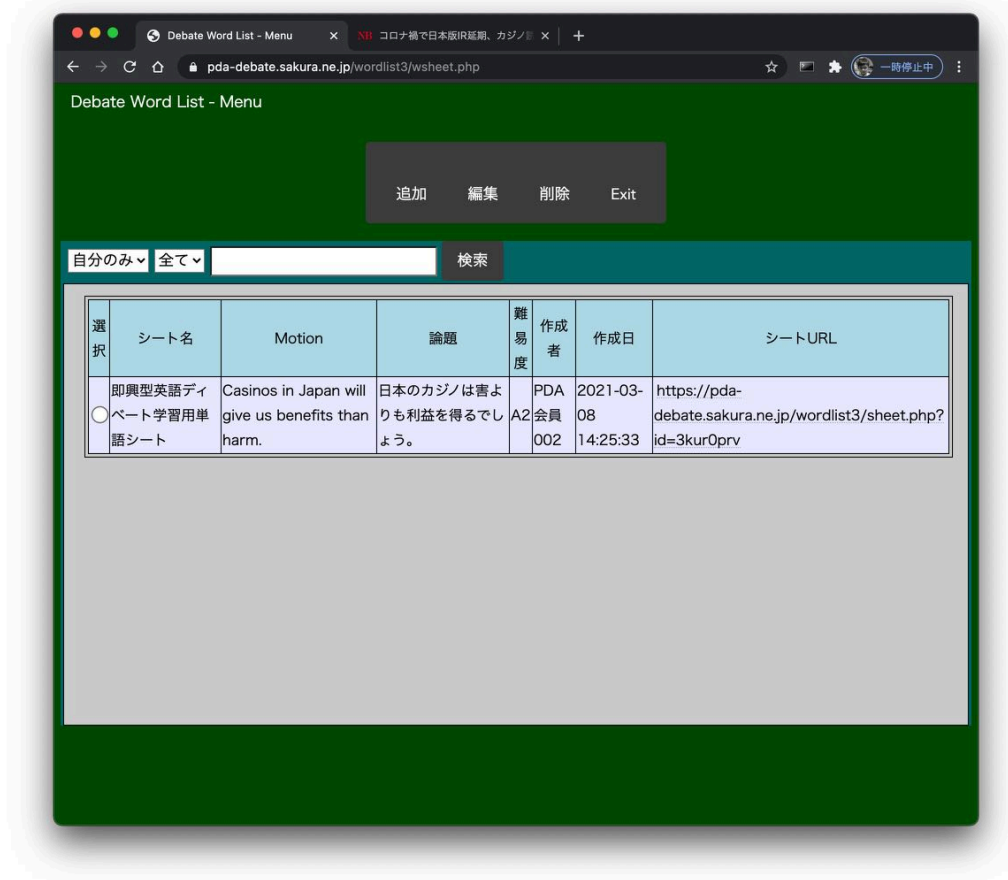 Debate Word List - Menu
コロナ禍で日本版IR延期、カジノ
pda-debate.sakura.ne.jp/wordlist3/wsheet.php
一時停止中
Debate Word List - Menu
追加 編集 削除 Exit
自分のみ 全て 検索
選択 シート名 Motion 論題 難易度 作成者 作成日 シートURL
即興型英語ディ Casinos in Japan will 日本のカジノは害よ PDA 2021-03- https://pda-
ベート学習用単 give us benefits than りも利益を得るでし A2 会員 08 debate.sakura.ne.jp/wordlist3/sheet.php?
語シート harm. ょう。 002 14:25:33 id=3kur0prv